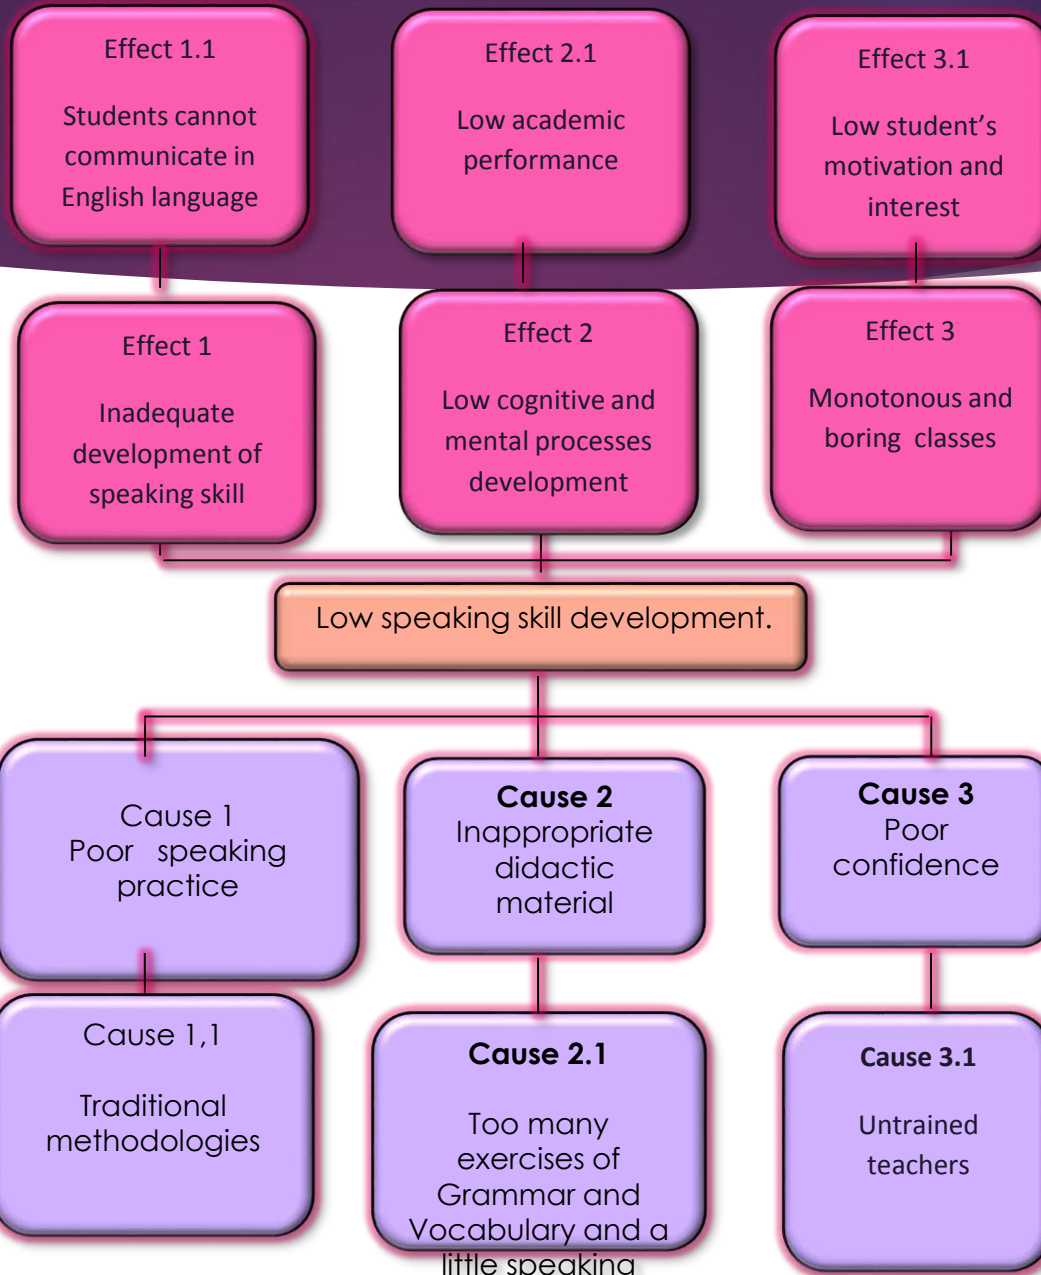 Effect 1.1
Students cannot
communicate in
English language
Effect 2.1
Low academic
performance
Effect 3.1
Low student’s
motivation and
interest
Effect 1
Inadequate
development of
speaking skill
Effect 2
Low cognitive and
mental processes
development
Effect 3
Monotonous and
boring classes
Low speaking skill development.
Cause 1
Poor speaking
practice
Cause 2
Inappropriate
didactic
material
Cause 3
Poor
confidence
Cause 1,1
Traditional
methodologies
Cause 2.1
Too many
exercises of
Grammar and
Vocabulary and a
little speaking
Cause 3.1
Untrained
teachers